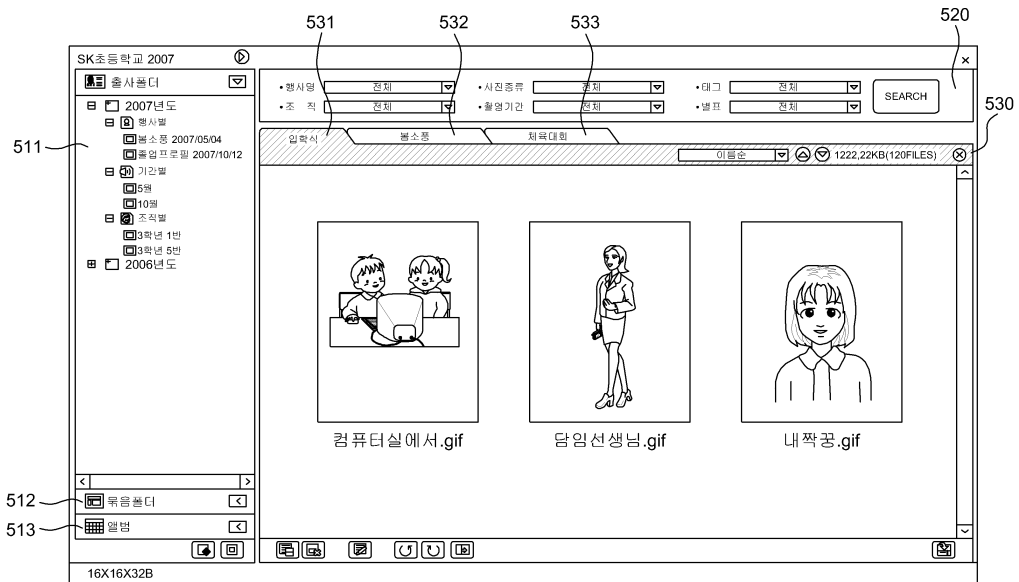 531
532
533
520
SK초등학교 2007
출사폴더
2007년도
행사별
봄소풍 2007/05/04
졸업프로필 2007/10/12
기간별
5월
10월
조직별
3학년 1반
3학년 5반
2006년도
511
묶음폴더
512
앨범
513
16X16X32B
•행사명 전체 •사진종류 전체 •태그 전체
•조 직 전체 •촬영기간 전체 •별표 전체
SEARCH
입학식 봄소풍 체육대회
530
이름순 1222,22KB(120FILES)
컴퓨터실에서.gif 담임선생님.gif 내짝꿍.gif